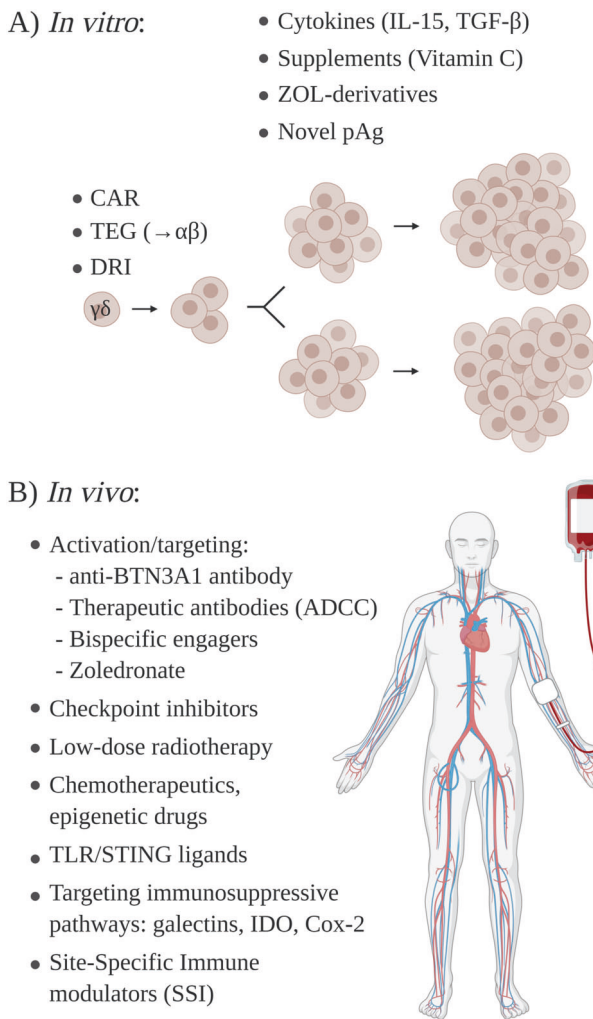 A) In vitro:
• Cytokines (IL-15, TGF-β)
• Supplements (Vitamin C)
• ZOL-derivatives
• Novel pAg
• CAR
• TEG (→αβ)
• DRI
γδ
B) In vivo:
• Activation/targeting:
- anti-BTN3A1 antibody
- Therapeutic antibodies (ADCC)
- Bispecific engagers
- Zoledronate
• Checkpoint inhibitors
• Low-dose radiotherapy
• Chemotherapeutics,
epigenetic drugs
• TLR/STING ligands
• Targeting immunosuppressive
pathways: galectins, IDO, Cox-2
• Site-Specific Immune
modulators (SSI)